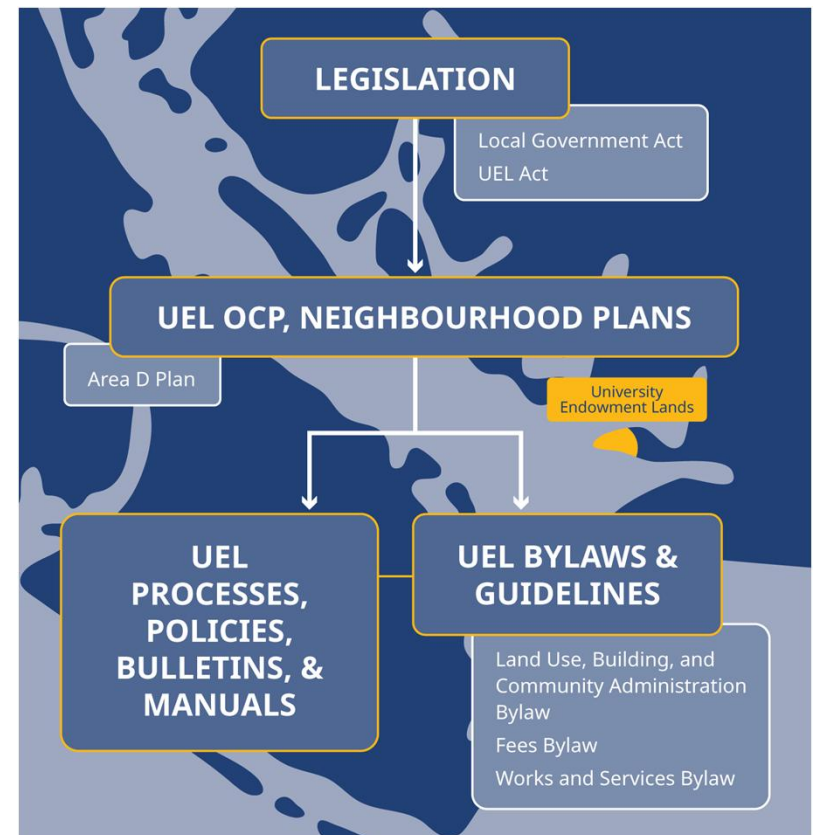 LEGISLATION
Local Government Act
UEL Act
UEL OCP, NEIGHBOURHOOD PLANS
Area D Plan
University
Endowment Lands
UEL
PROCESSES,
POLICIES,
BULLETINS, &
MANUALS
UEL BYLAWS &
GUIDELINES
Land Use, Building, and
Community Administration
Bylaw
Fees Bylaw
Works and Services Bylaw